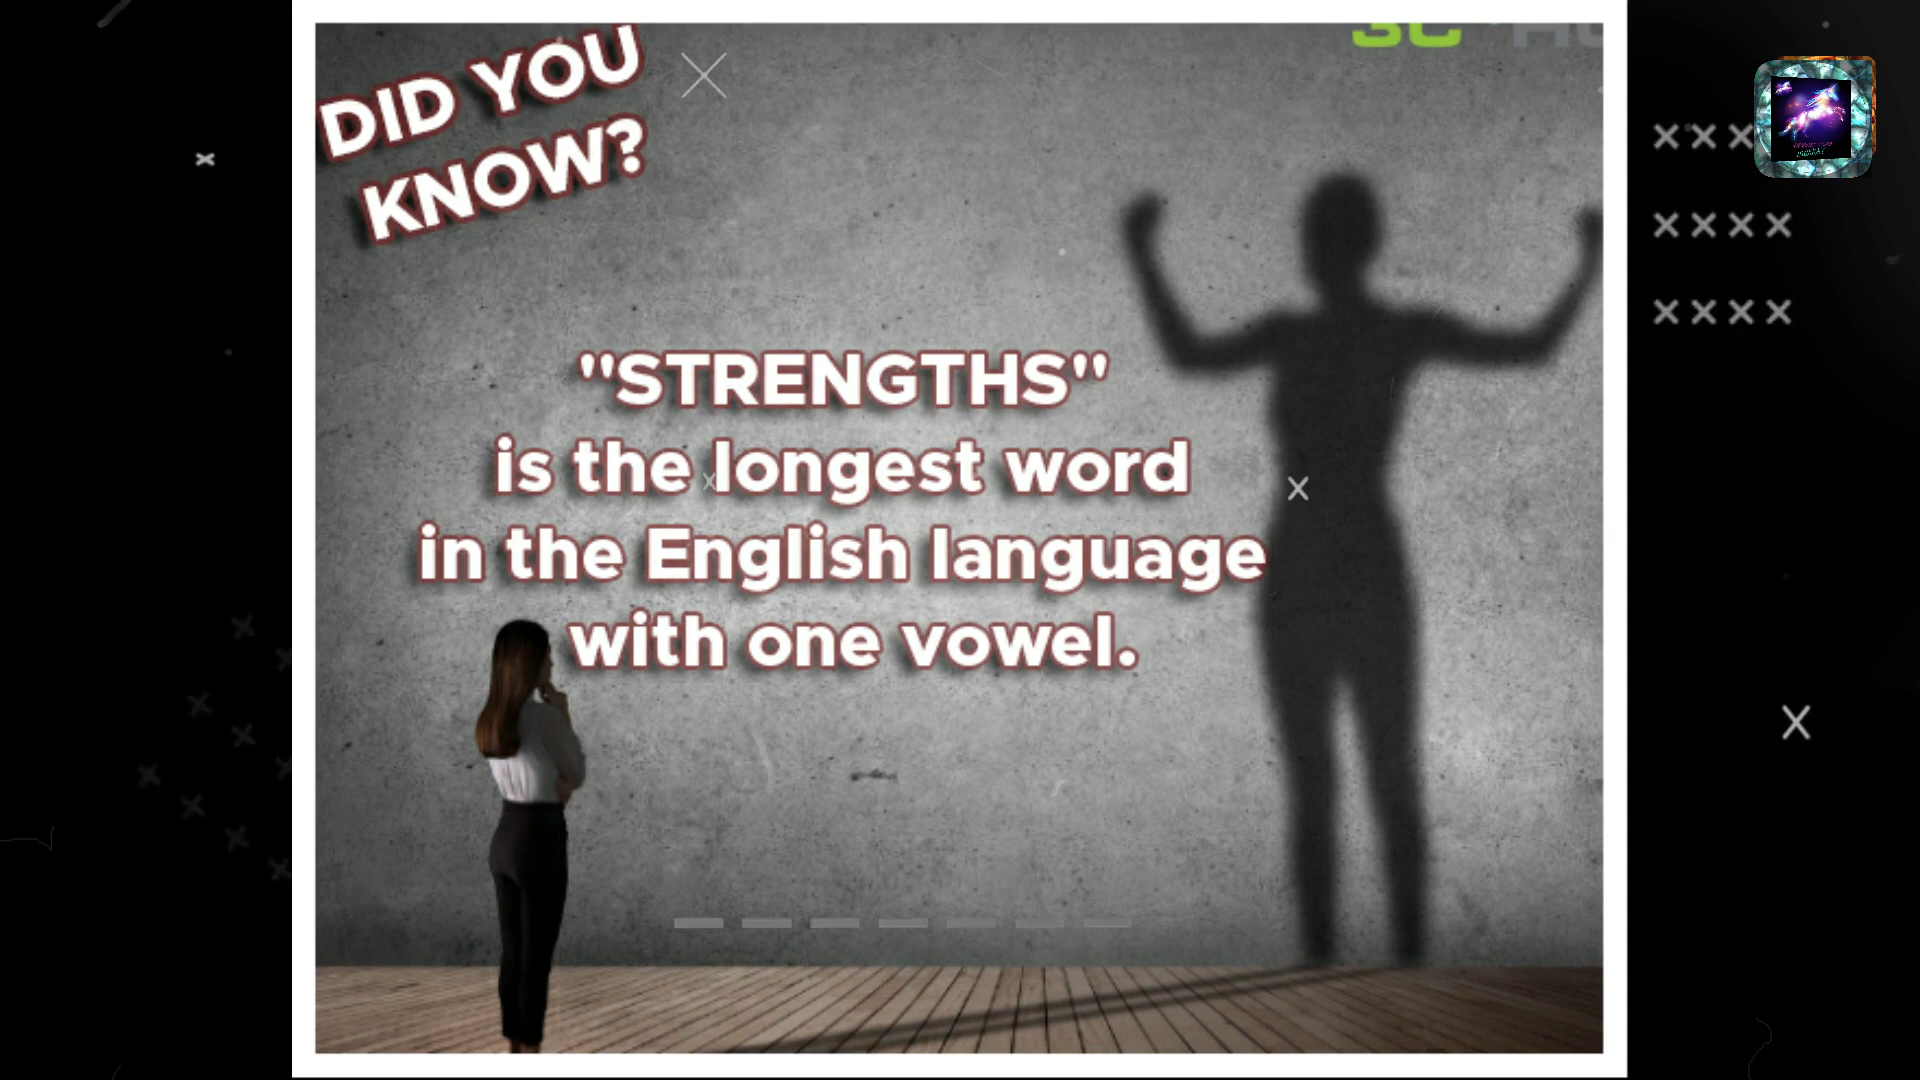 DID YOU
KNOW?
"STRENGTHS"
is the longest word
in the English language
with one vowel.